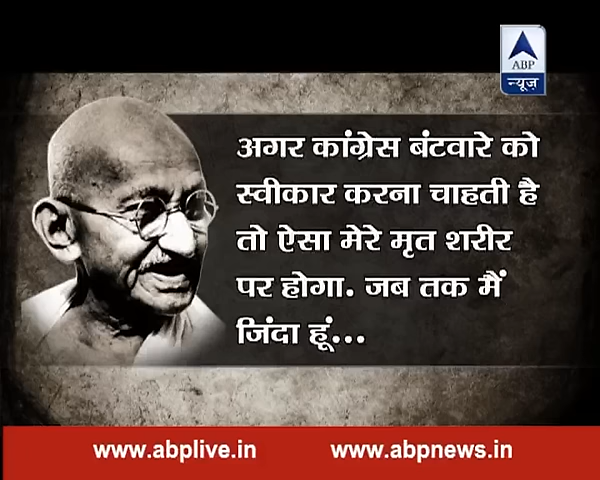 ABP
न्यूज़
अगर कांग्रेस बंटवारे को
स्वीकार करना चाहती है
तो ऐसा मेरे मृत शरीर
पर होगा. जब तक मैं
जिंदा हूं...
www.abplive.in www.abpnews.in